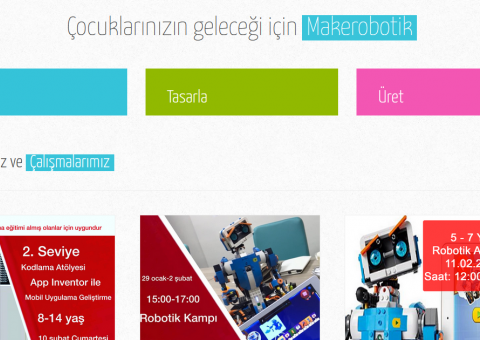 Çocuklarınızın geleceği için Makerobotik
Tasarla
Üret
z ve Çalışmalarımız
a eğitimi almış olanlar için uygundur
2. Seviye
Kodlama Atölyesi
App Inventor ile
Mobil Uygulama Geliştirme
8-14 yaş
10 şubat Cumartesi
29 ocak-2 şubat
15:00-17:00
Robotik Kampı
5 - 7 Y
Robotik A
11.02.2
Saat: 12:00